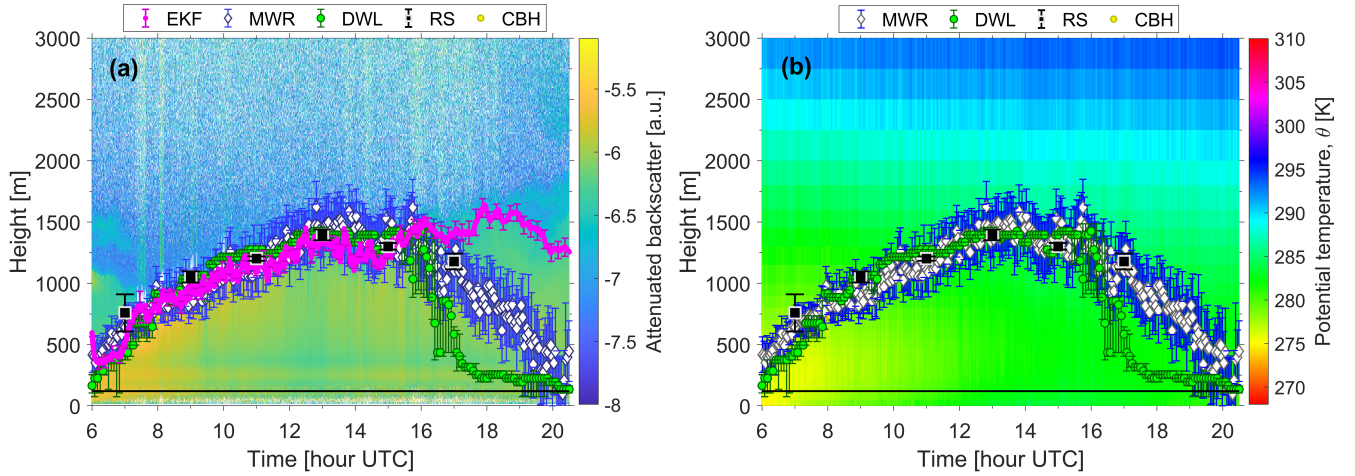 EKF MWR DWL RS CBH
(a)
3000
2500
2000
1500
1000
500
0
Height [m]
6 8 10 12 14 16 18 20
Time [hour UTC]
-5.5
-6
-6.5
-7
-7.5
-8
Attenuated backscatter [a.u.]
MWR DWL RS CBH
(b)
3000
2500
2000
1500
1000
500
0
Height [m]
6 8 10 12 14 16 18 20
Time [hour UTC]
310
305
300
295
290
285
280
275
270
Potential temperature, θ [K]